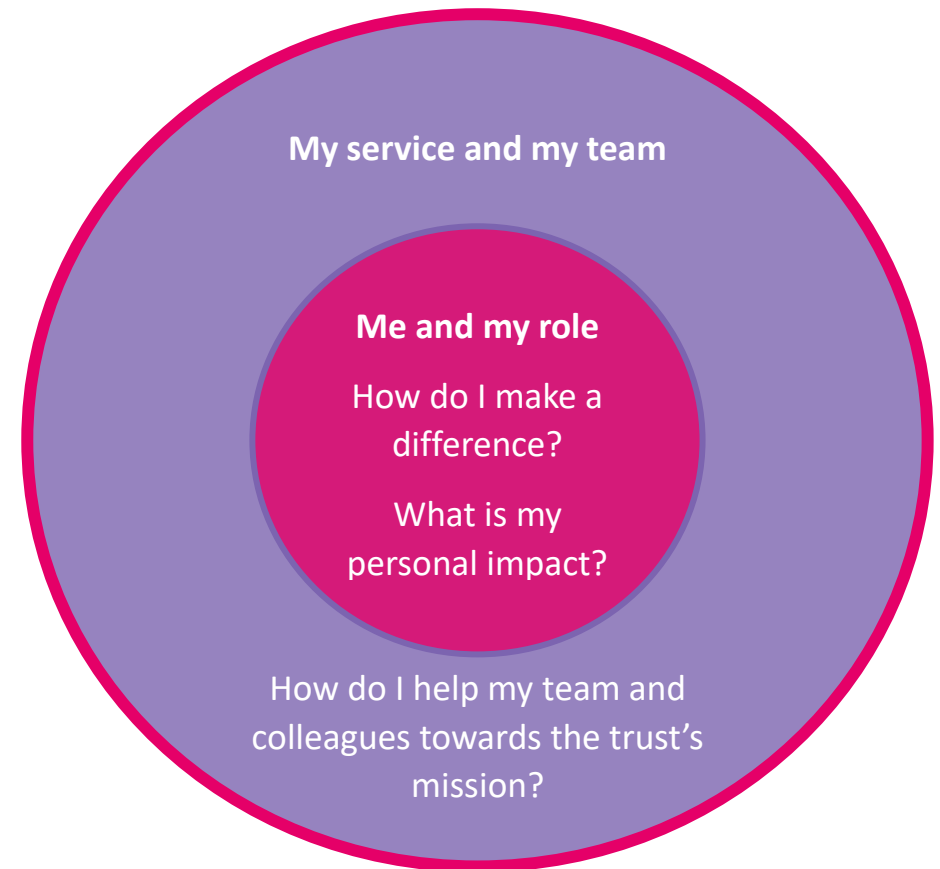 My service and my team
Me and my role
How do I make a
difference?
What is my
personal impact?
How do I help my team and
colleagues towards the trust’s
mission?